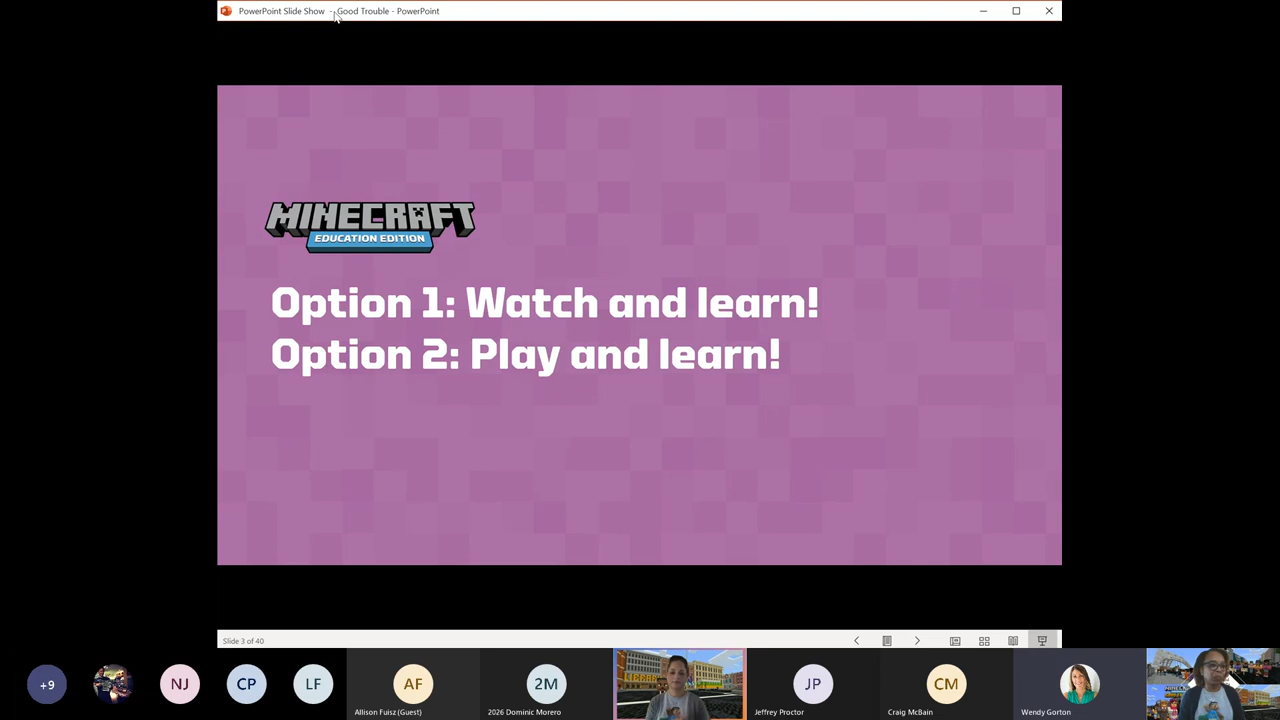 PowerPoint Slide Show - Good Trouble - PowerPoint
MINECRAFT
EDUCATION EDITION
Option 1: Watch and learn!
Option 2: Play and learn!
Slide 3 of 40
+9
NJ
CP
LF
AF
Allison Fuisz (Guest)
2M
2026 Dominic Morero
JP
Jeffrey Proctor
CM
Craig McBain
Wendy Gorton